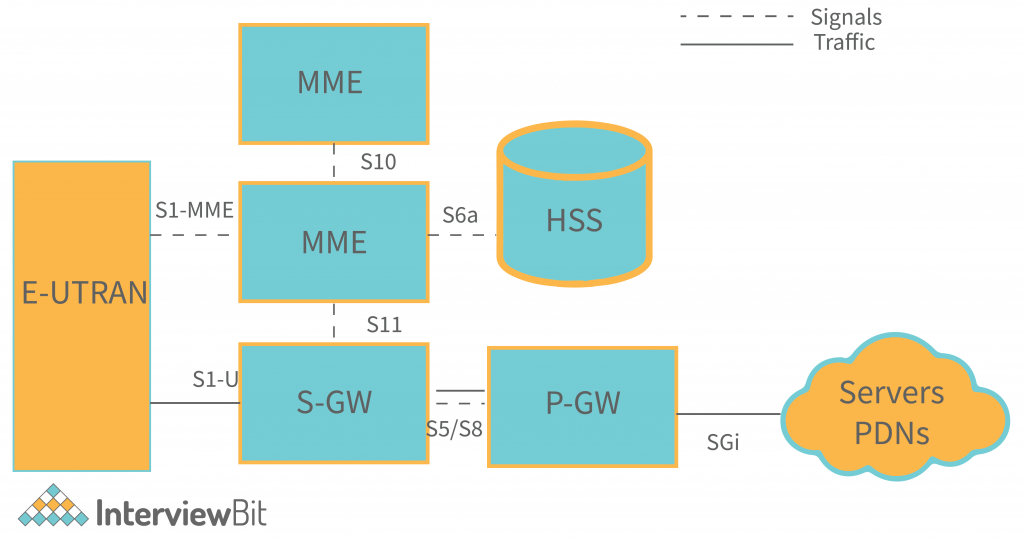 Signals
Traffic
MME
S10
S1-MME
MME
S6a
HSS
E-UTRAN
S11
S1-U
S-GW
S5/S8
P-GW
SGi
Servers
PDNs
InterviewBit